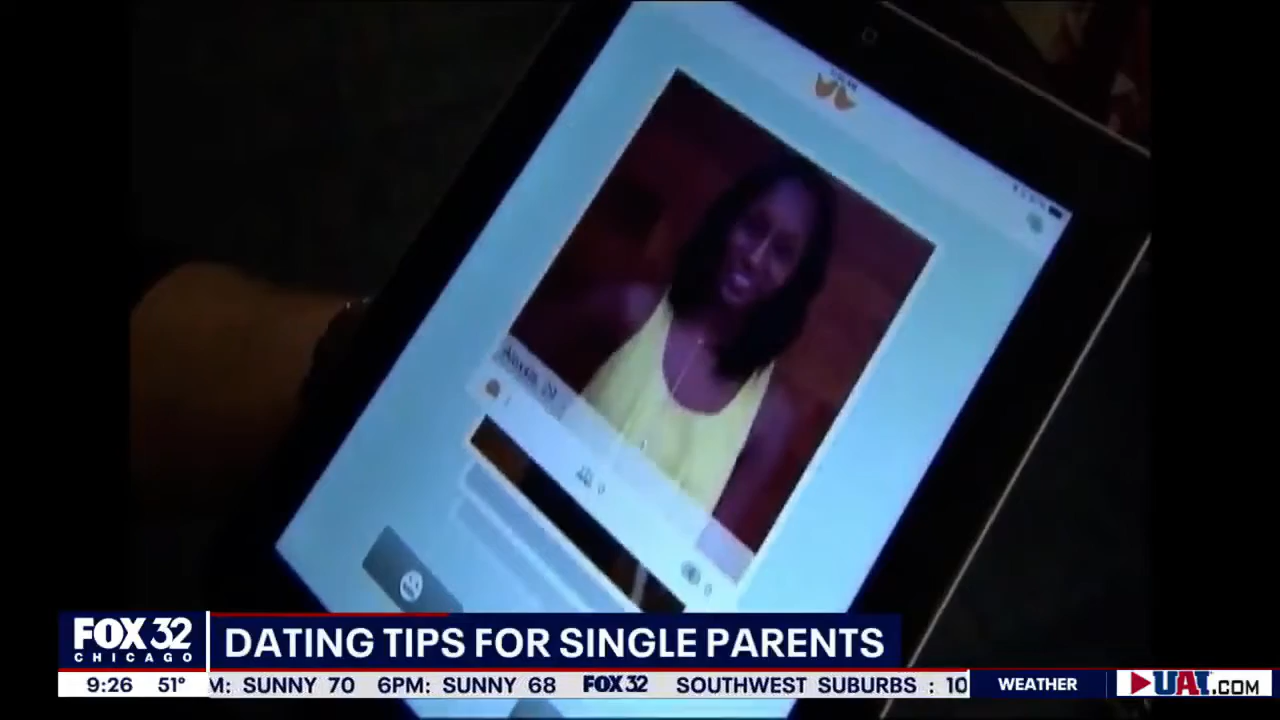 FOX 32
CHICAGO
DATING TIPS FOR SINGLE PARENTS
9:26 51° M: SUNNY 70 6PM: SUNNY 68 FOX 32 SOUTHWEST SUBURBS : 10
WEATHER
UAI.COM